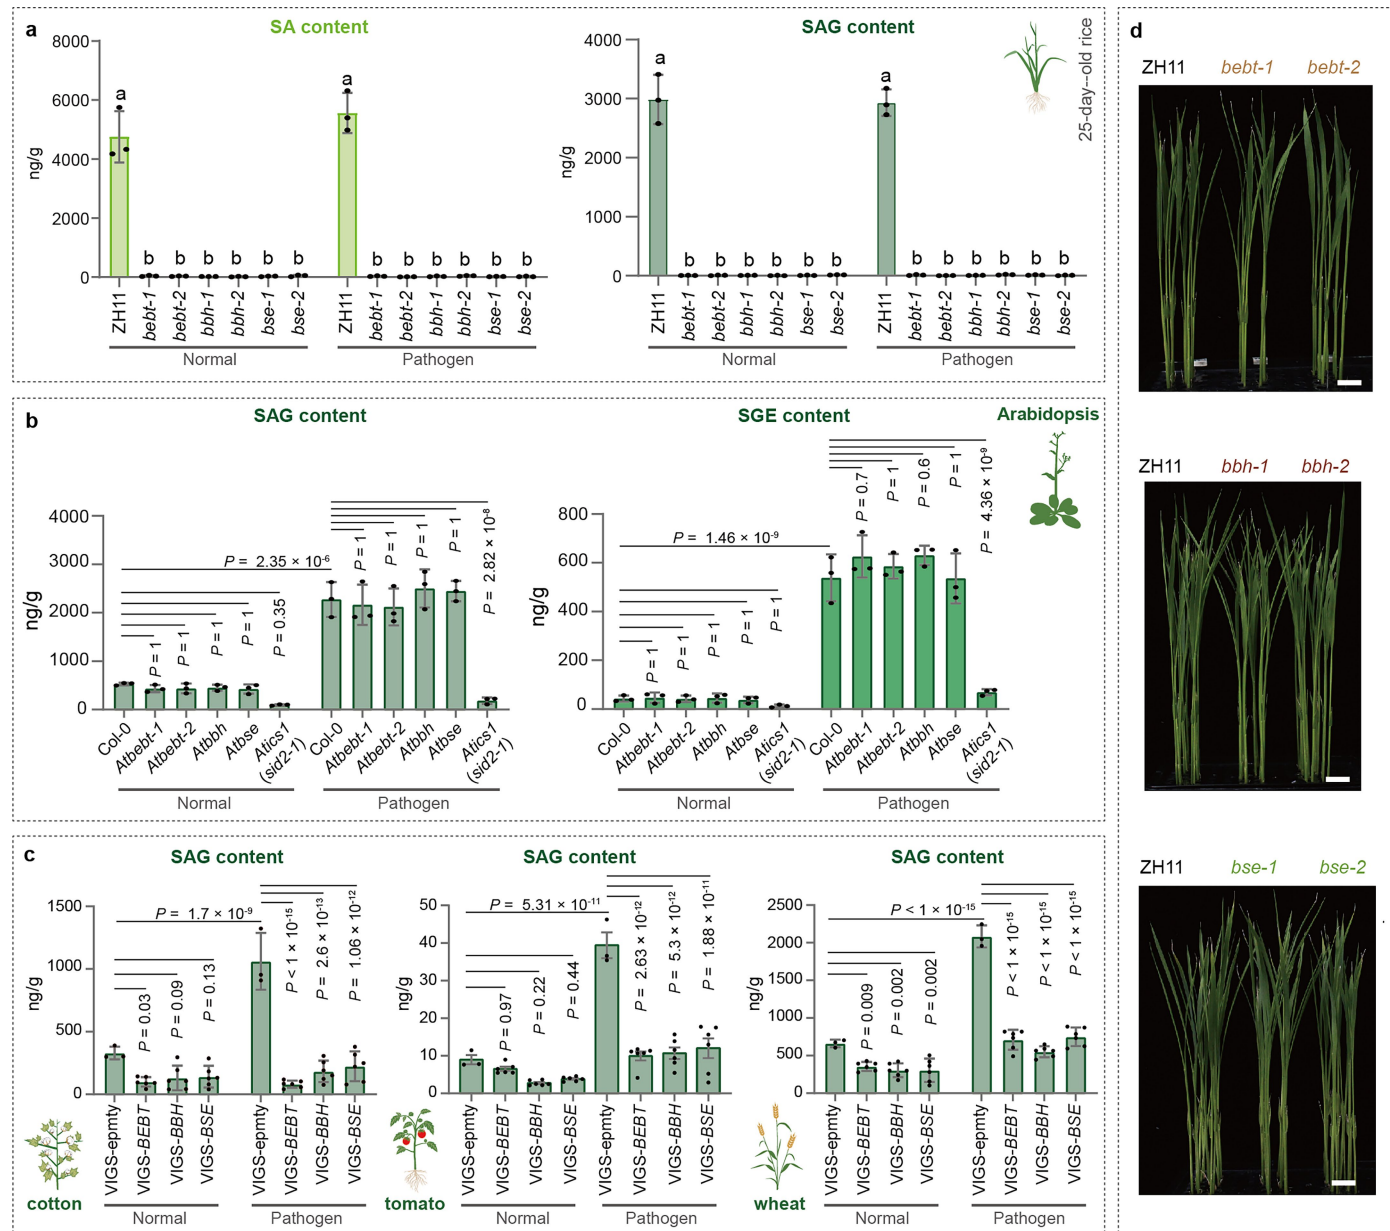 a
SA content
SAG content
25-day--old rice
ng/g
8000
6000
4000
2000
0
a
b
b
b
b
b
b
a
b
b
b
b
b
b
ZH11
bebt-1
bebt-2
bbh-1
bbh-2
bse-1
bse-2
ZH11
bebt-1
bebt-2
bbh-1
bbh-2
bse-1
bse-2
Normal
Pathogen
ng/g
4000
3000
2000
1000
0
a
b
b
b
b
b
b
a
b
b
b
b
b
b
ZH11
bebt-1
bebt-2
bbh-1
bbh-2
bse-1
bse-2
ZH11
bebt-1
bebt-2
bbh-1
bbh-2
bse-1
bse-2
Normal
Pathogen
b
SAG content
SGE content
Arabidopsis
ng/g
4000
3000
2000
1000
0
P = 1
P = 1
P = 1
P = 1
P = 0.35
P = 2.35 × 10-6
P = 1
P = 1
P = 1
P = 1
P = 2.82 × 10-8
Col-0
Atbebt-1
Atbebt-2
Atbbh
Atbse
Atics1
(sid2-1)
Col-0
Atbebt-1
Atbebt-2
Atbbh
Atbse
Atics1
(sid2-1)
Normal
Pathogen
ng/g
800
600
400
200
0
P = 1
P = 1
P = 1
P = 1
P = 1
P = 1.46 × 10-9
P = 0.7
P = 1
P = 0.6
P = 1
P = 4.36 × 10-9
Col-0
Atbebt-1
Atbebt-2
Atbbh
Atbse
Atics1
(sid2-1)
Col-0
Atbebt-1
Atbebt-2
Atbbh
Atbse
Atics1
(sid2-1)
Normal
Pathogen
c
SAG content
SAG content
SAG content
ng/g
1500
1000
500
0
P = 0.03
P = 0.09
P = 0.13
P = 1.7 × 10-9
P < 1 × 10-15
P = 2.6 × 10-13
P = 1.06 × 10-12
VIGS-epmty
VIGS-BEBT
VIGS-BBH
VIGS-BSE
VIGS-epmty
VIGS-BEBT
VIGS-BBH
VIGS-BSE
cotton
Normal
Pathogen
ng/g
50
40
30
20
10
0
P = 0.97
P = 0.22
P = 0.44
P = 5.31 × 10-11
P = 2.63 × 10-12
P = 5.3 × 10-12
P = 1.88 × 10-11
VIGS-epmty
VIGS-BEBT
VIGS-BBH
VIGS-BSE
VIGS-epmty
VIGS-BEBT
VIGS-BBH
VIGS-BSE
tomato
Normal
Pathogen
ng/g
2500
2000
1500
1000
500
0
P = 0.009
P = 0.002
P = 0.002
P < 1 × 10-15
P < 1 × 10-15
P < 1 × 10-15
P < 1 × 10-15
VIGS-epmty
VIGS-BEBT
VIGS-BBH
VIGS-BSE
VIGS-epmty
VIGS-BEBT
VIGS-BBH
VIGS-BSE
wheat
Normal
Pathogen
d
ZH11 bebt-1 bebt-2
ZH11 bbh-1 bbh-2
ZH11 bse-1 bse-2